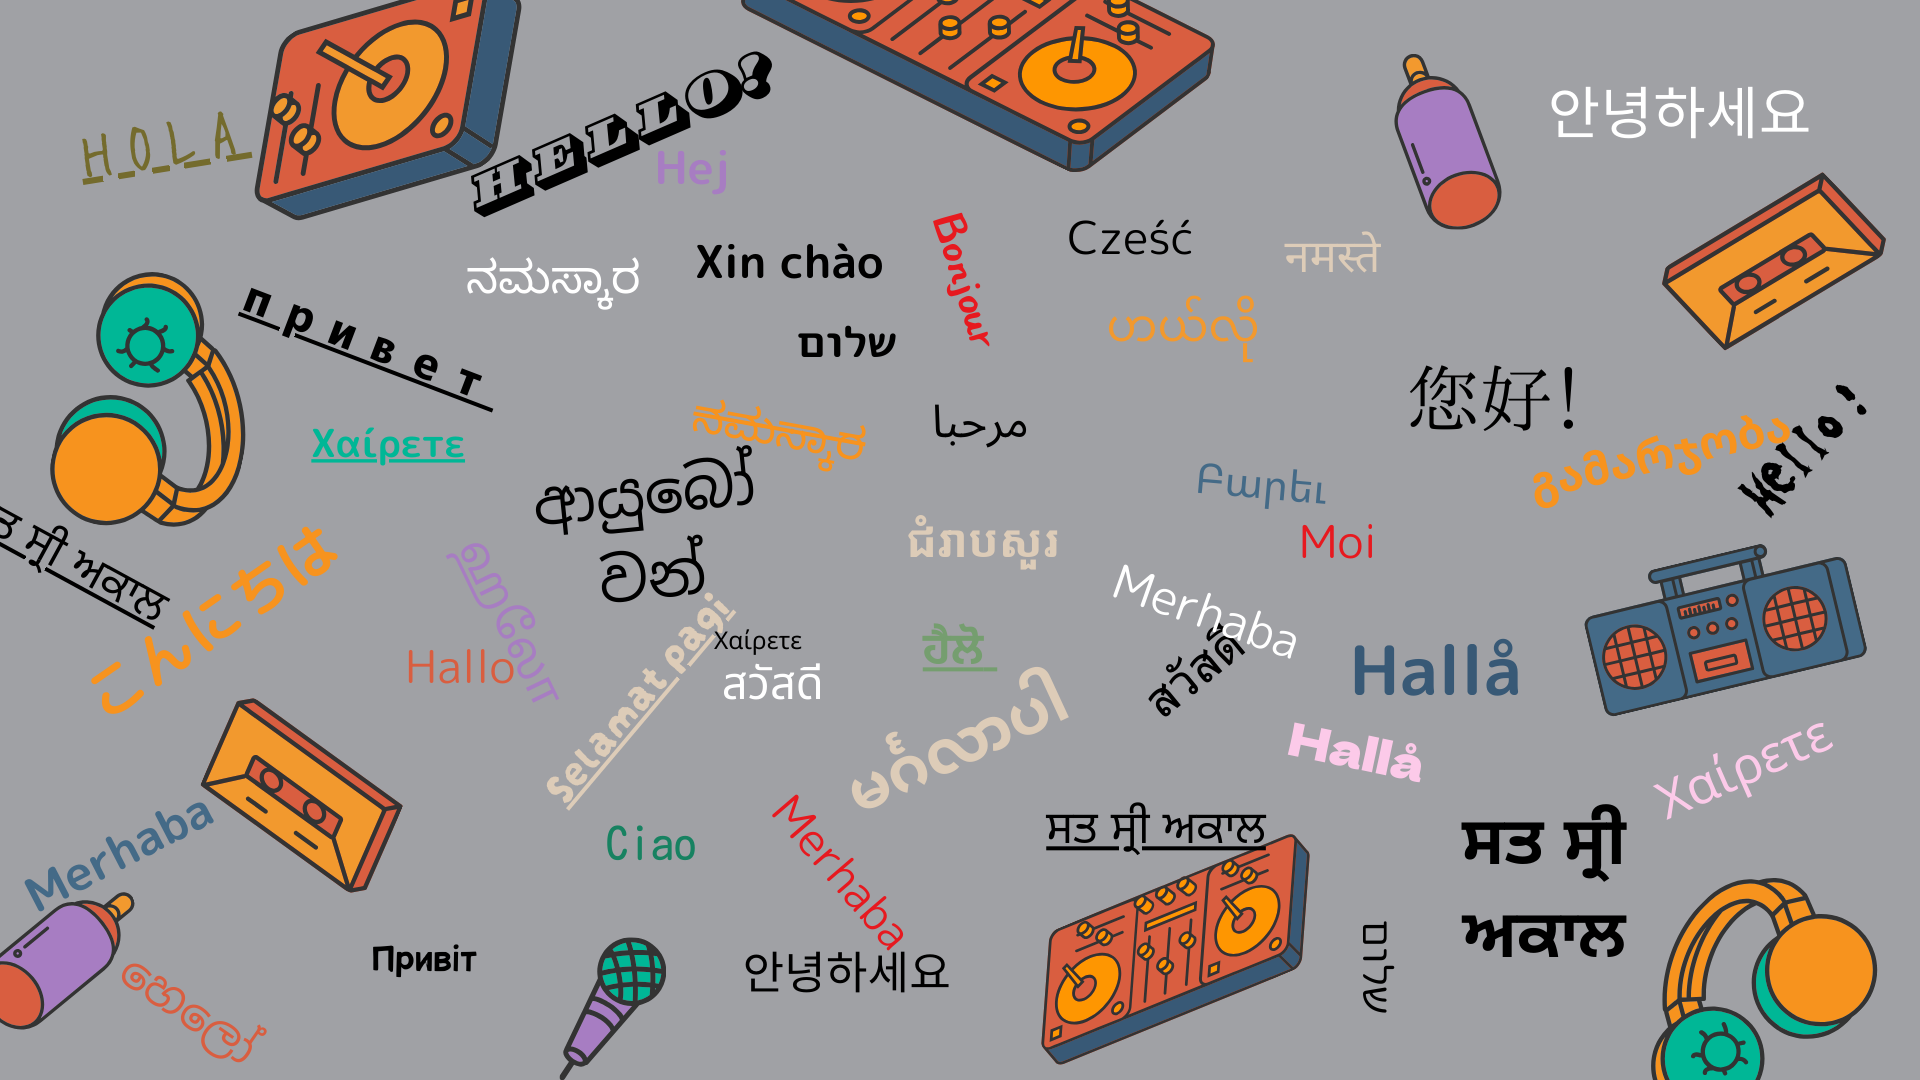 HELLO!
안녕하세요
HOLA
Hej
Bonjour
Cześć
नमस्ते
Xin chào
ನಮಸ್ಕಾರ
привет
שלום
ဟယ်လို
您好!
Hello!
ನಮಸ್ಕಾರ
مرحبا
გამარჯობა
Χαίρετε
ආයුබෝ
වන්
Բարեւ
ਸਤ ਸ੍ਰੀ ਅਕਾਲ
ជំរាបសួរ
Moi
こんにちは
ஹலோ
Merhaba
Hallo
Selamat pagi
Χαίρετε
สวัสดี
ਹੈਲੋ
สวัสดี
Hallå
မင်္ဂလာပါ
Hallå
Χαίρετε
Merhaba
Ciao
Merhaba
ਸਤ ਸ੍ਰੀ ਅਕਾਲ
ਸਤ ਸ੍ਰੀ
ਅਕਾਲ
Привіт
안녕하세요
שלום
හෙලෝ